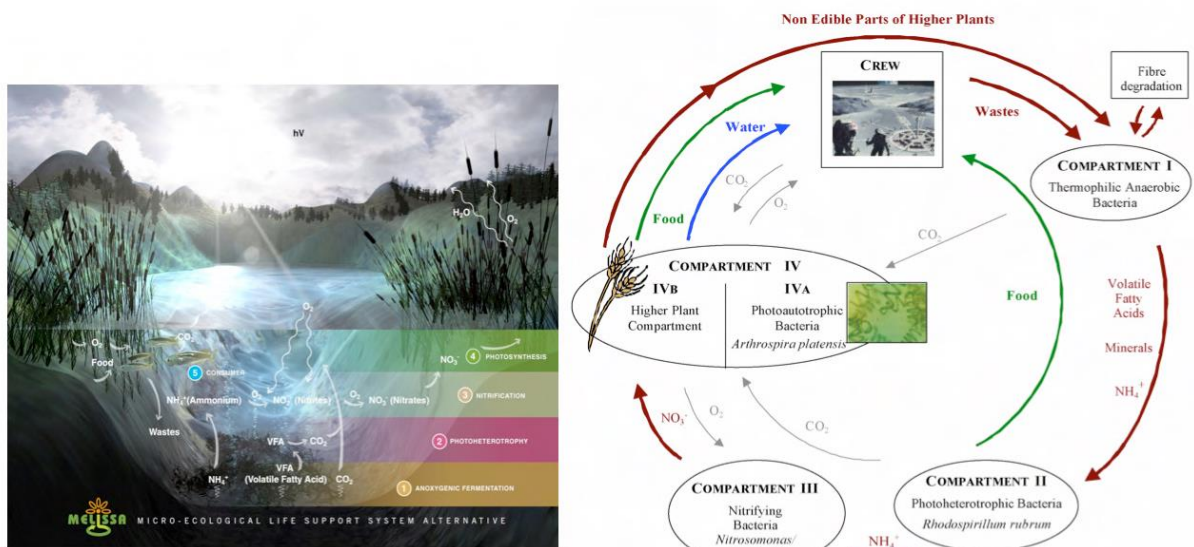 hV
H₂O
O₂
O₂
O₂
CO₂
Food
NO₃⁻
4 PHOTOSYNTHESIS
5 CONSUMER
NH₄⁺(Ammonium)
O₂
NO₂⁻ (Nitrites)
O₂
NO₃⁻ (Nitrates)
3 NITRIFICATION
Wastes
VFA
CO₂
2 PHOTOHETEROTROPHY
VFA
(Volatile Fatty Acid)
NH₄⁺
CO₂
1 ANOXYGENIC FERMENTATION
MELISSA MICRO-ECOLOGICAL LIFE SUPPORT SYSTEM ALTERNATIVE
Non Edible Parts of Higher Plants
CREW
Fibre
degradation
Wastes
Water
COMPARTMENT I
Thermophilic Anaerobic
Bacteria
CO₂
O₂
Food
CO₂
COMPARTMENT IV
IVB
Higher Plant
Compartment
IVA
Photoautotrophic
Bacteria
Arthrospira platensis
Food
Volatile
Fatty
Acids
Minerals
NH₄⁺
NO₃⁻
O₂
CO₂
COMPARTMENT III
Nitrifying
Bacteria
Nitrosomonas/
COMPARTMENT II
Photoheterotrophic Bacteria
Rhodospirillum rubrum
NH₄⁺